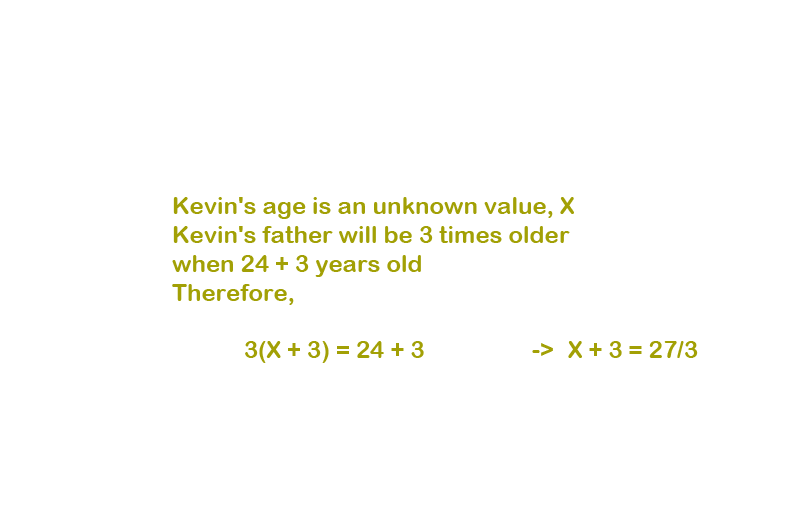 Kevin's age is an unknown value, X
Kevin's father will be 3 times older
when 24 + 3 years old
Therefore,
3(X + 3) = 24 + 3 -> X + 3 = 27/3